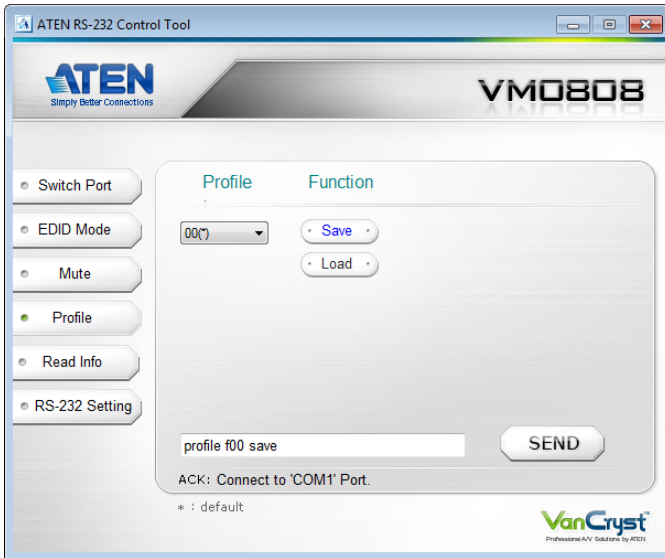 ATEN RS-232 Control Tool
ATEN
Simply Better Connections
VM0808
Switch Port
EDID Mode
Mute
Profile
Read Info
RS-232 Setting
Profile Function
00(*)
Save
Load
profile f00 save
SEND
ACK: Connect to 'COM1' Port.
* : default
VanCryst
Professional A/V Solutions by ATEN